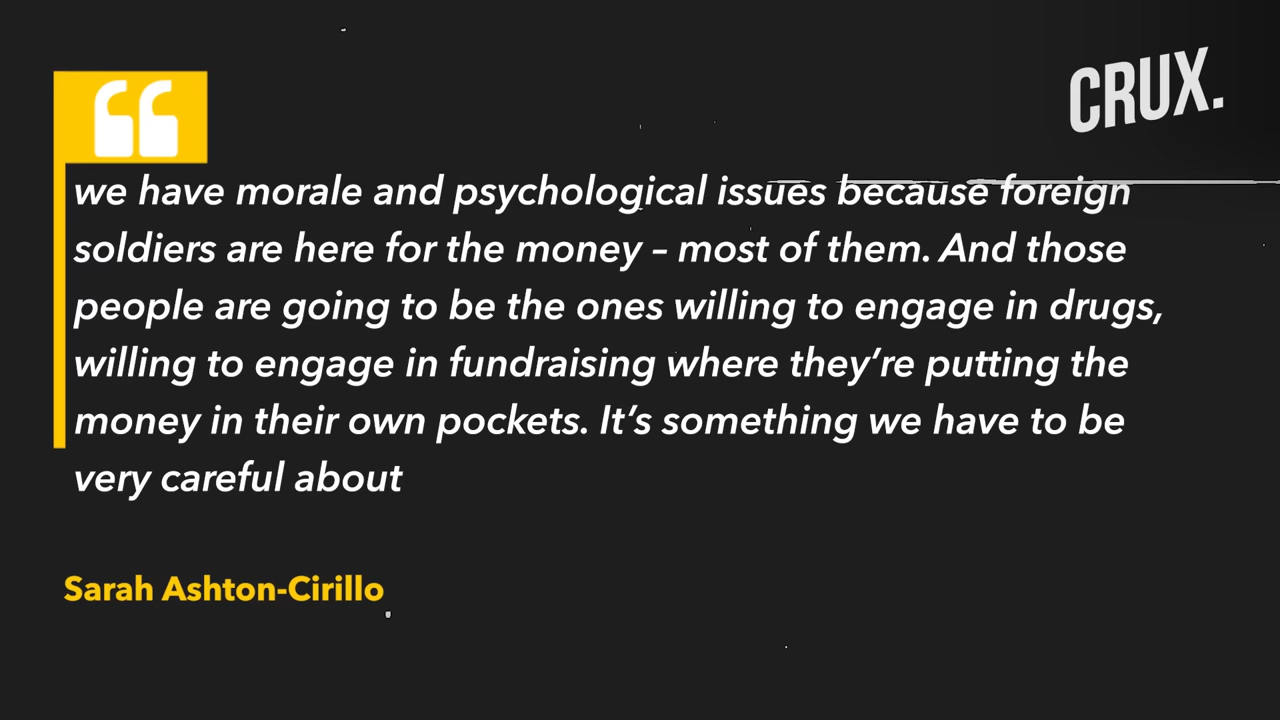 CRUX.
“
we have morale and psychological issues because foreign
soldiers are here for the money – most of them. And those
people are going to be the ones willing to engage in drugs,
willing to engage in fundraising where they’re putting the
money in their own pockets. It’s something we have to be
very careful about
Sarah Ashton-Cirillo